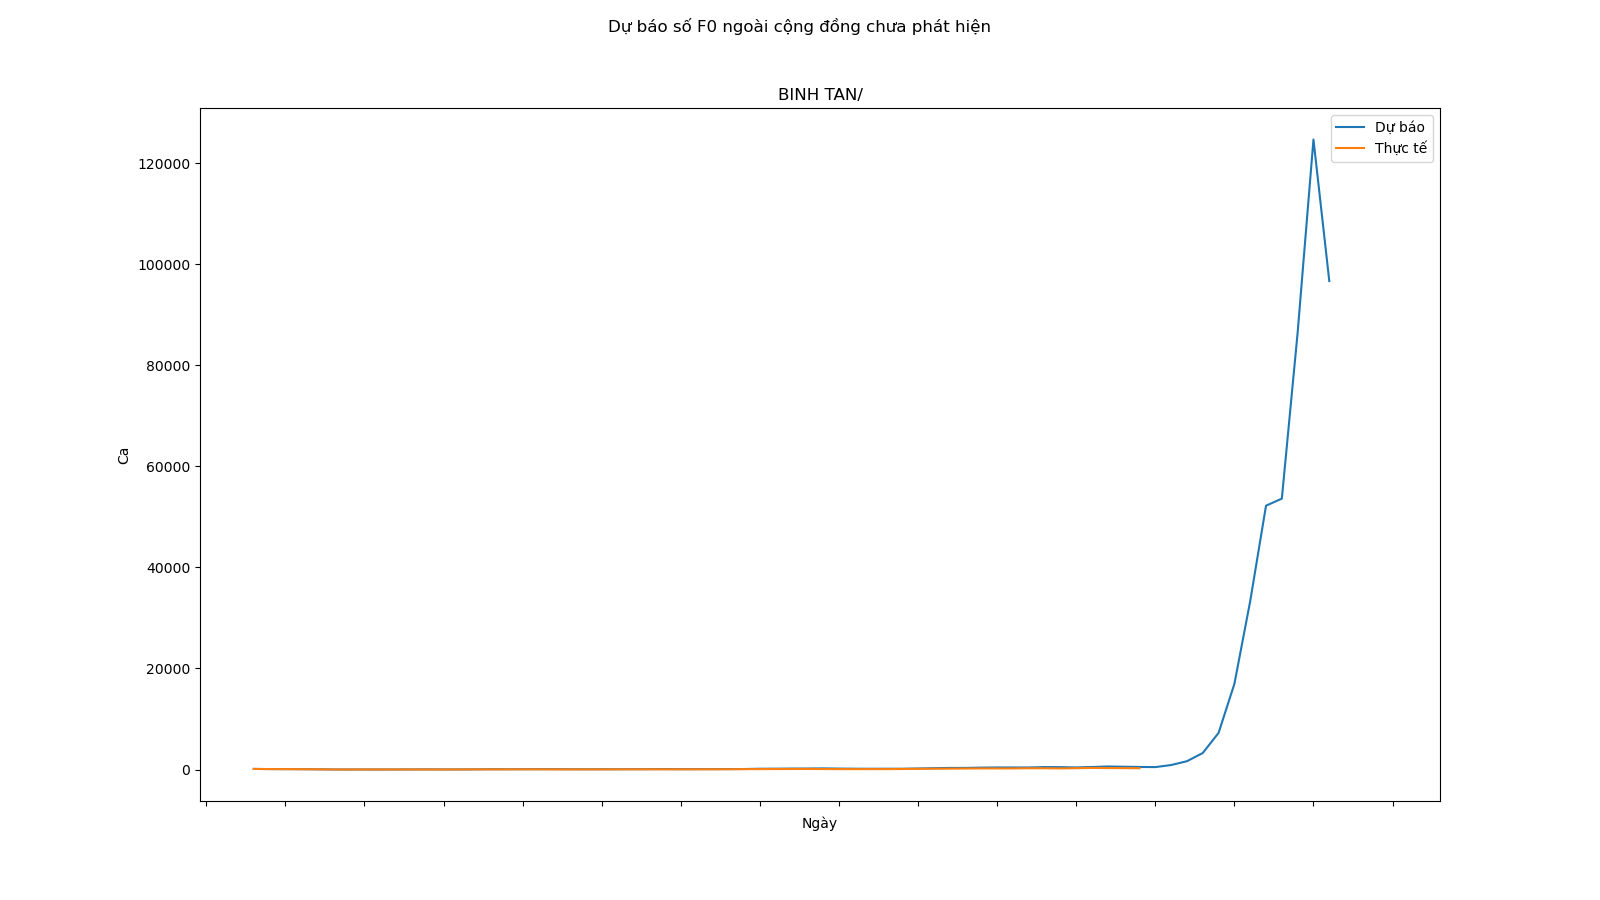 Dự báo số F0 ngoài cộng đồng chưa phát hiện
BINH TAN/
Dự báo
Thực tế
120000
100000
80000
60000
40000
20000
0
Ca
Ngày